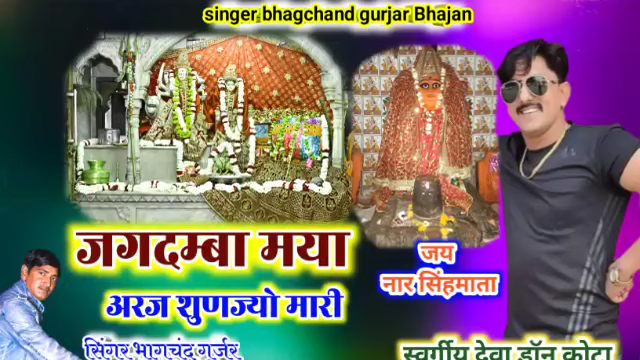 singer bhagchand gurjar Bhajan
जगदम्बा मया
अरज शुणज्यो मारी
सिंगर भागचंद गुर्जर
जय
नार सिंहमाता
स्वर्गीय देवा डॉन कोटा